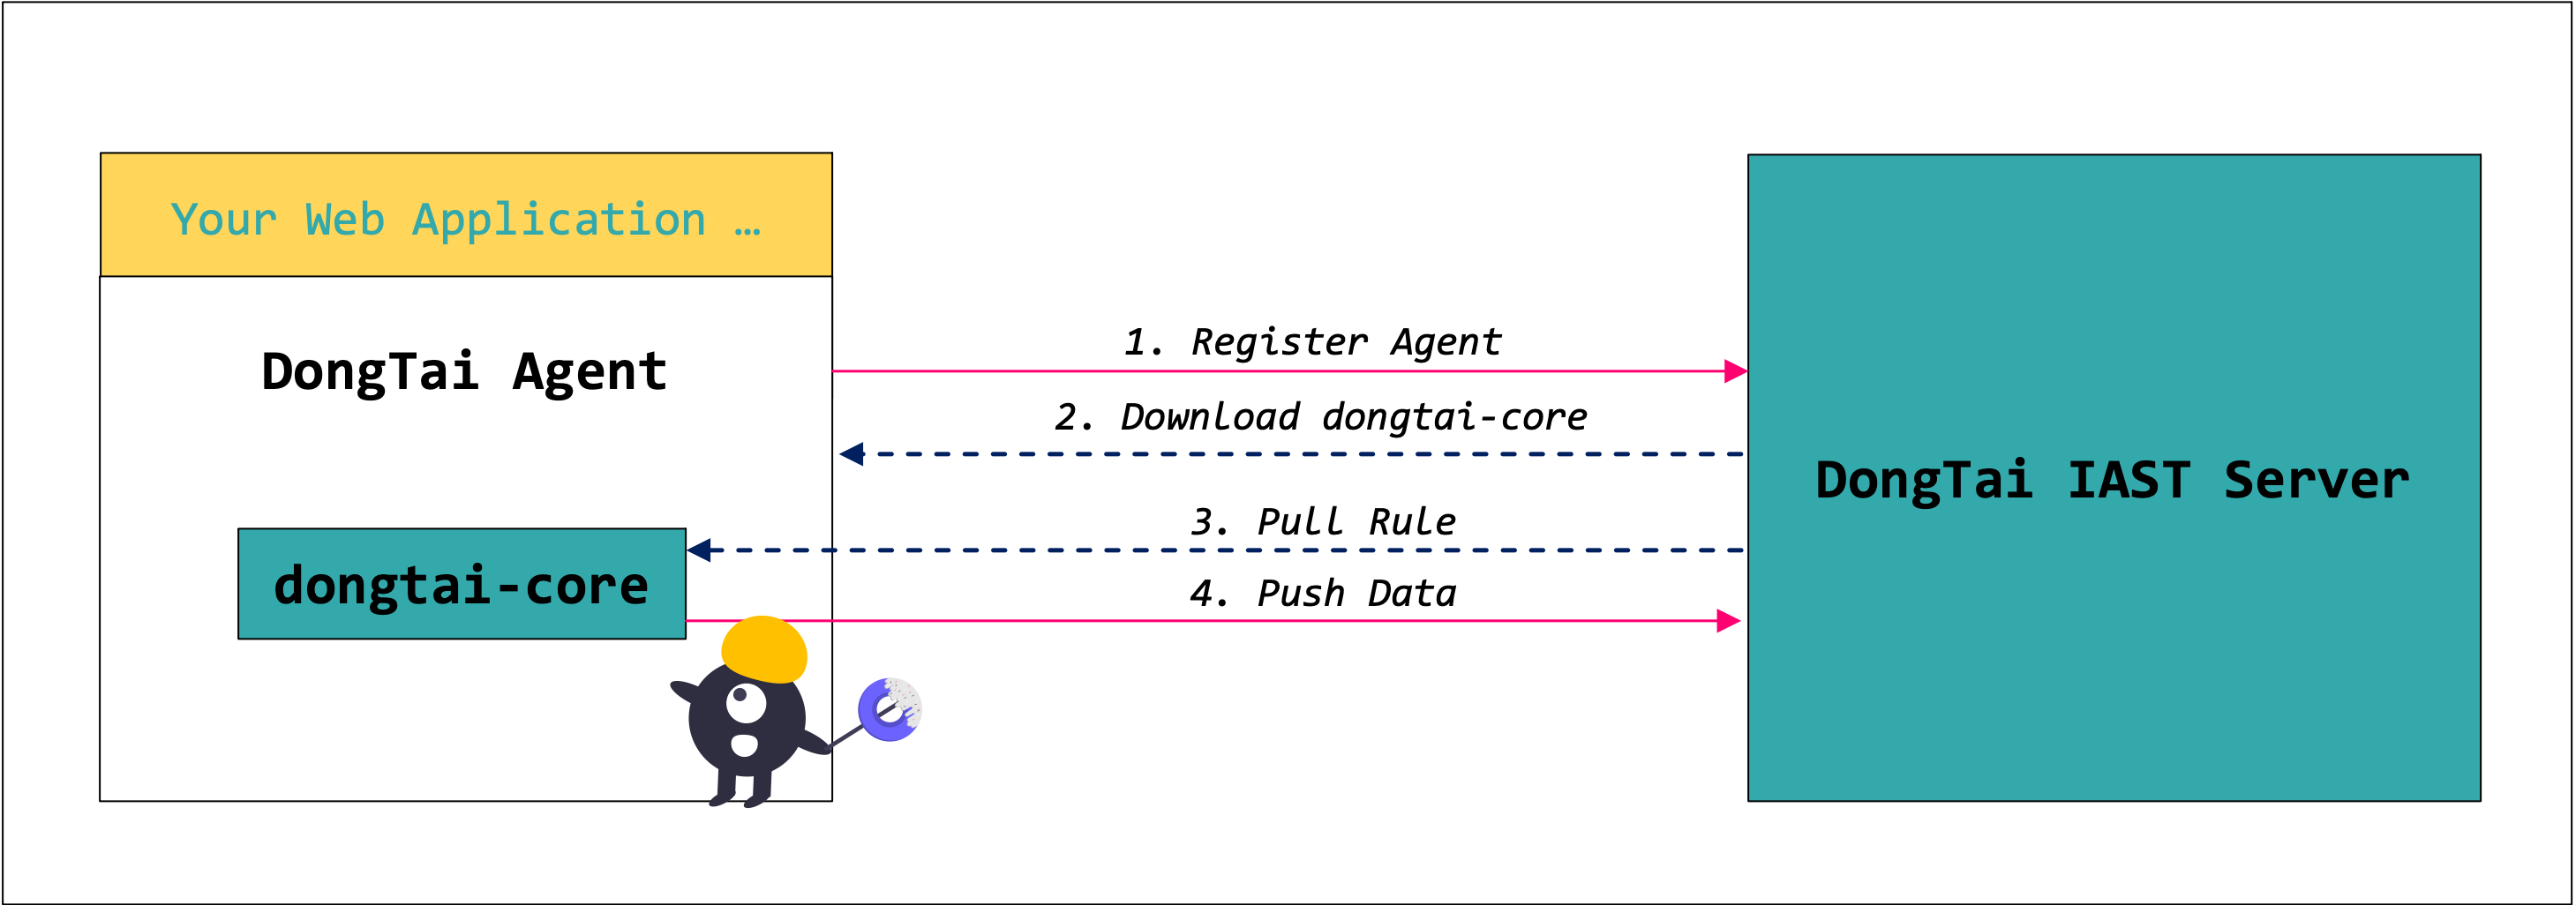 Your Web Application …
DongTai Agent
1. Register Agent
2. Download dongtai-core
3. Pull Rule
4. Push Data
dongtai-core
DongTai IAST Server